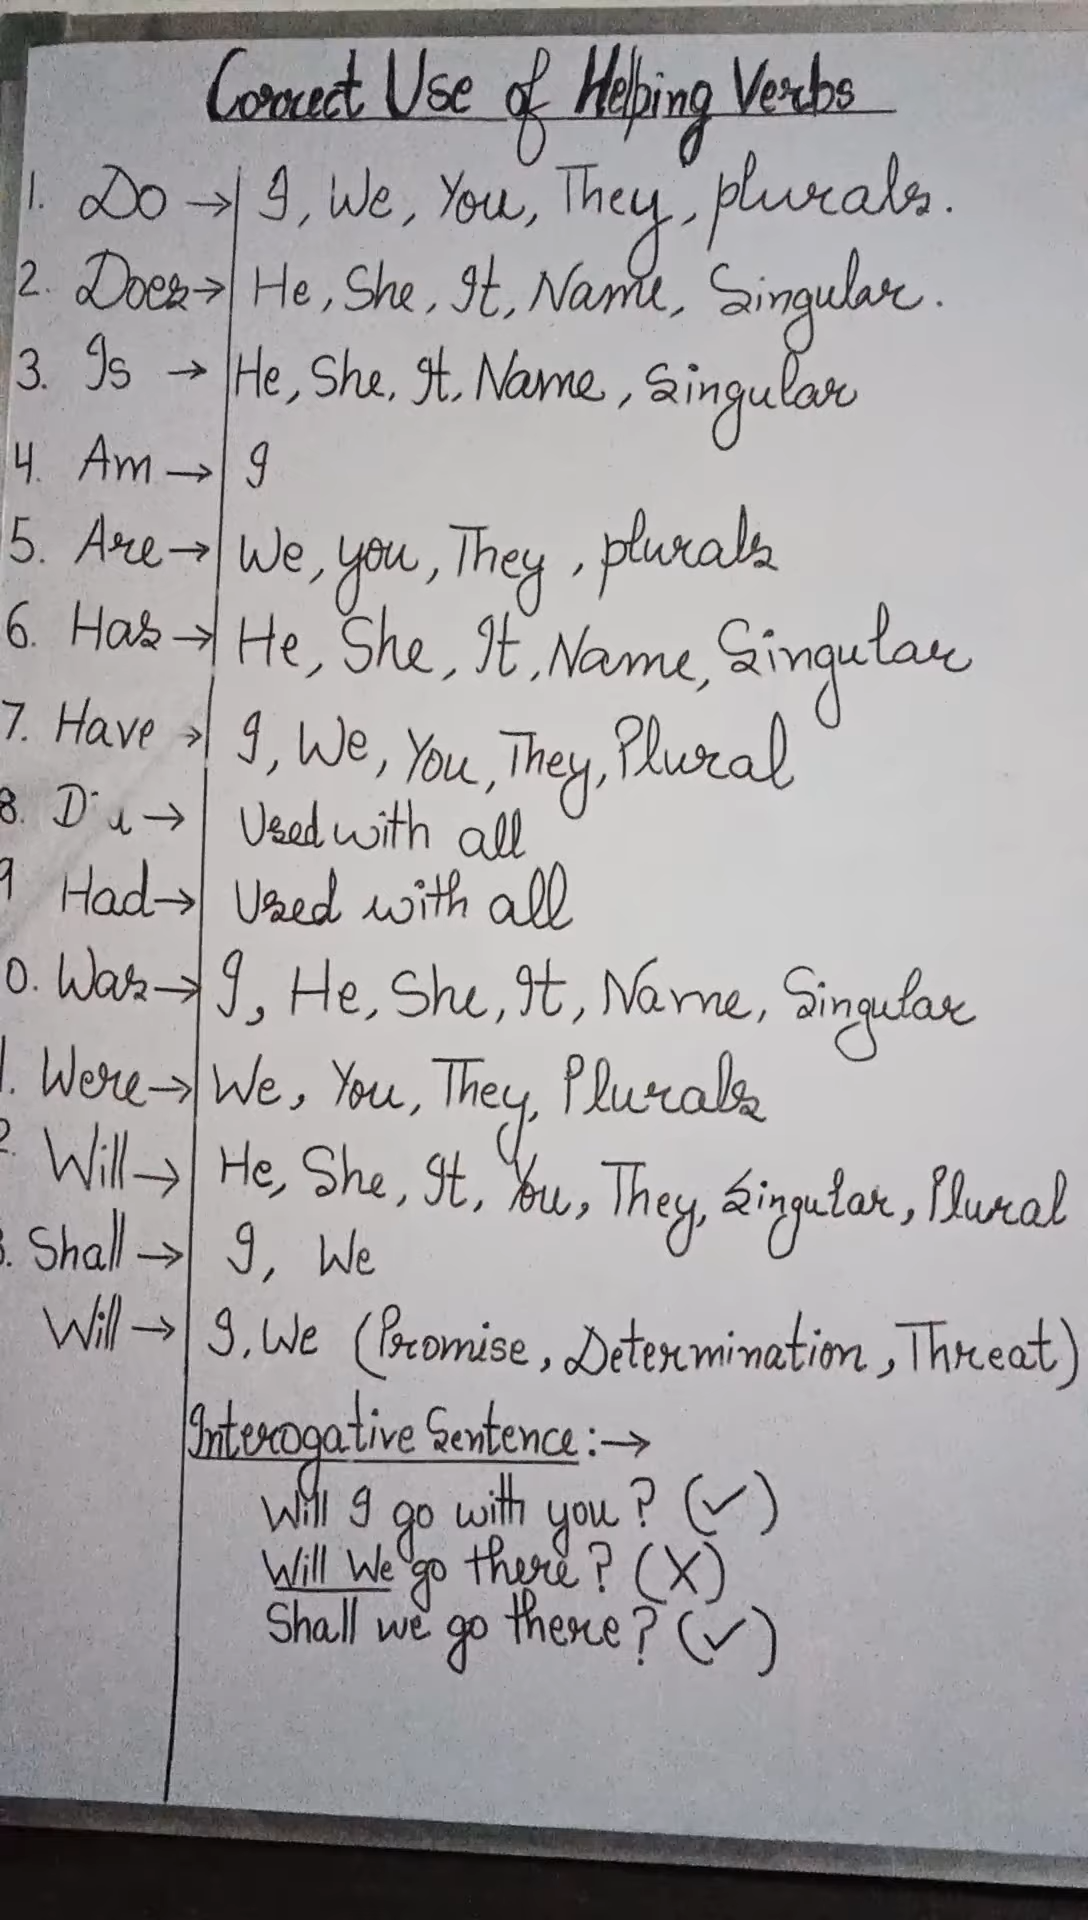 Correct Use of Helping Verbs
1. Do → I, We, You, They, plurals.
2. Does → He, She, It, Name, Singular.
3. Is → He, She, It, Name, Singular
4. Am → I
5. Are → We, you, They, plurals
6. Has → He, She, It, Name, Singular
7. Have → I, We, You, They, Plural
8. → Used with all
9 Had → Used with all
0. Was → I, He, She, It, Name, Singular
. Were → We, You, They, Plurals
2. Will → He, She, It, You, They, Singular, Plural
3. Shall → I, We
Will → I, We (Promise, Determination, Threat)
Interogative Sentence :→
Will I go with you? (✓)
Will We go there? (X)
Shall we go there? (✓)